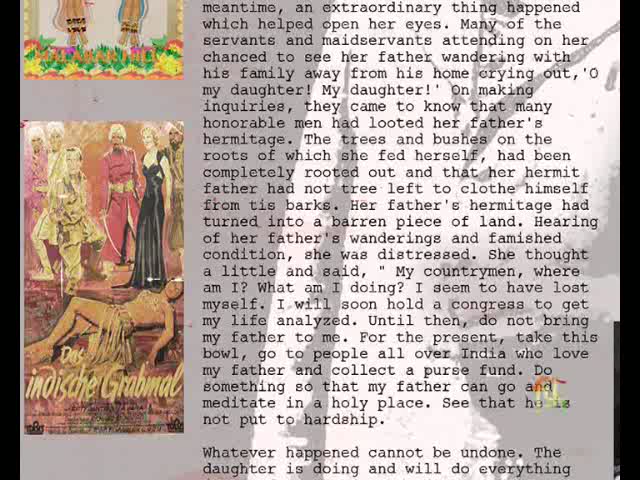 MALABAR HILL
Das
indische Grabmal
meantime, an extraordinary thing happened
which helped open her eyes. Many of the
servants and maidservants attending on her
chanced to see her father wandering with
his family away from his home crying out,'O
my daughter! My daughter!' On making
inquiries, they came to know that many
honorable men had looted her father's
hermitage. The trees and bushes on the
roots of which she fed herself, had been
completely rooted out and that her hermit
father had not tree left to clothe himself
from tis barks. Her father's hermitage had
turned into a barren piece of land. Hearing
of her father's wanderings and famished
condition, she was distressed. She thought
a little and said, " My countrymen, where
am I? What am I doing? I seem to have lost
myself. I will soon hold a congress to get
my life analyzed. Until then, do not bring
my father to me. For the present, take this
bowl, go to people all over India who love
my father and collect a purse fund. Do
something so that my father can go and
meditate in a holy place. See that he is
not put to hardship.
Whatever happened cannot be undone. The
daughter is doing and will do everything